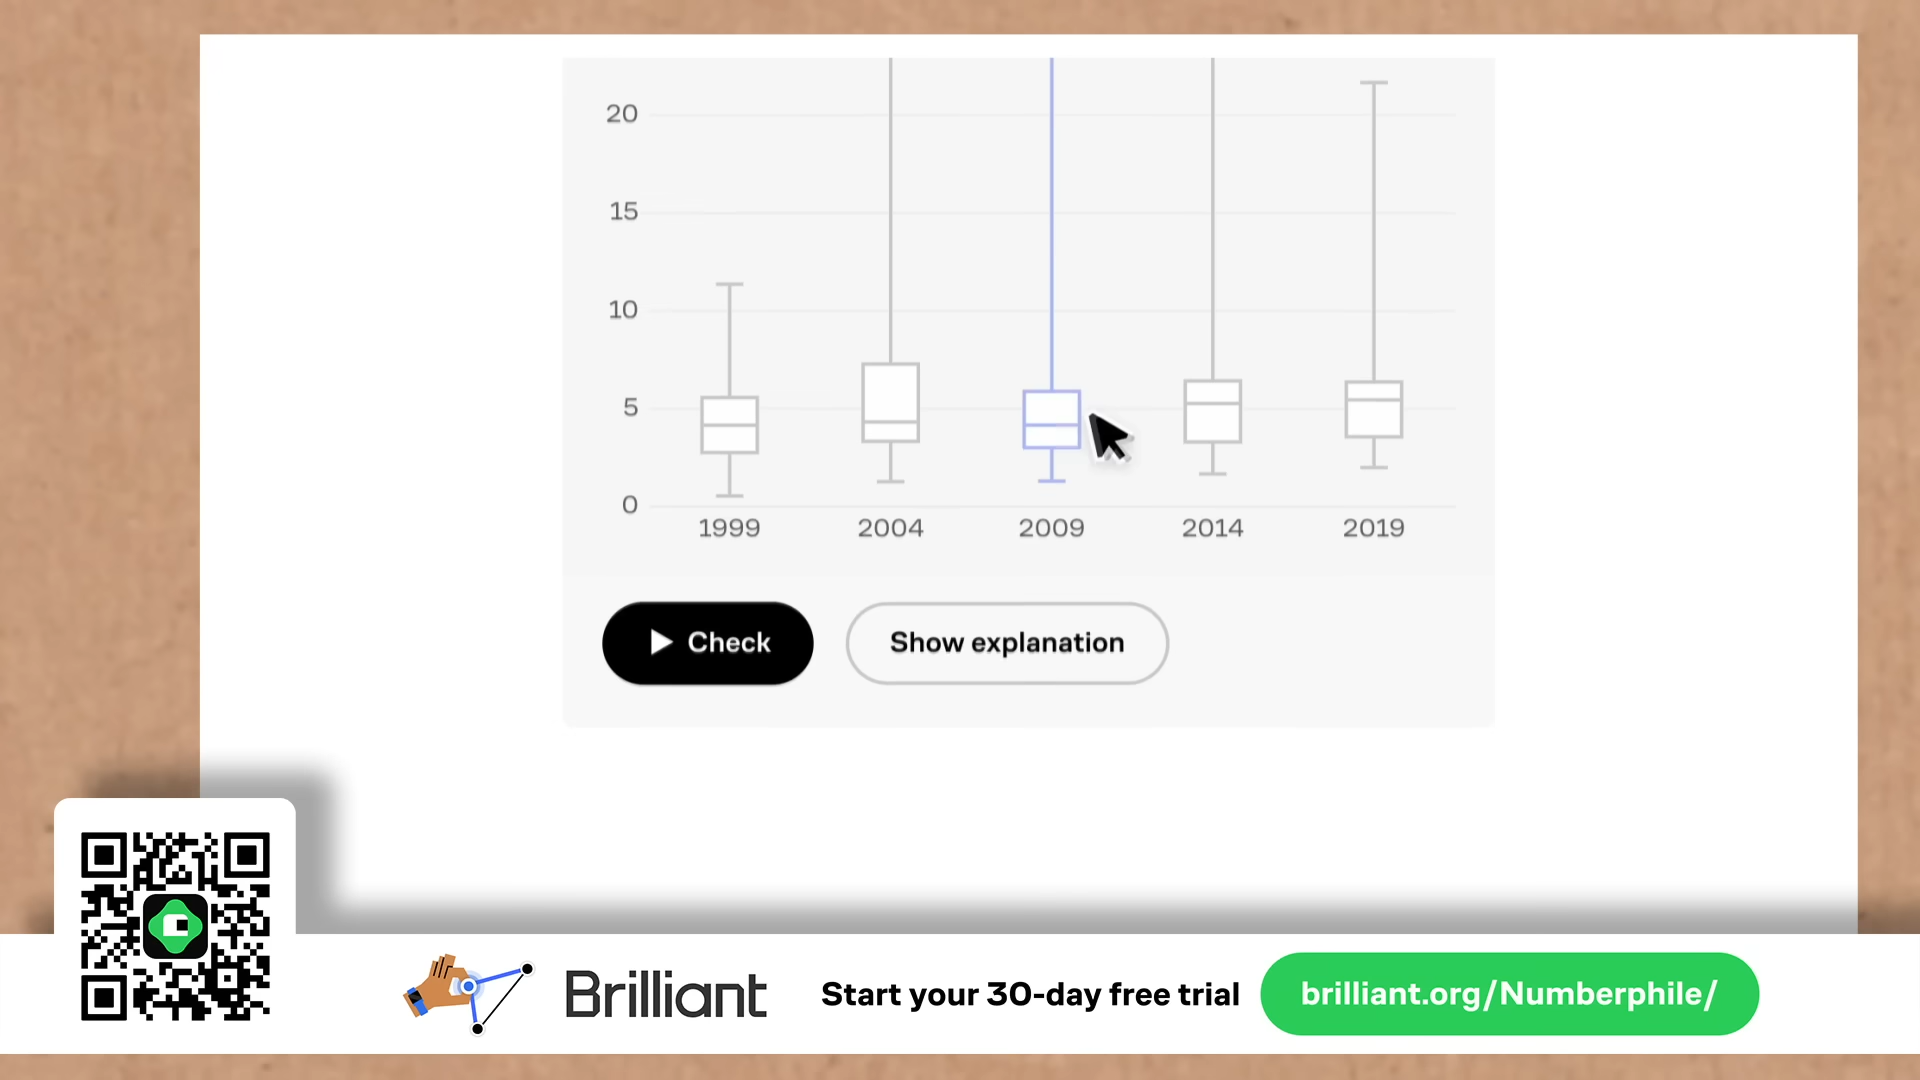 20
15
10
5
0
1999 2004 2009 2014 2019
Check Show explanation
Brilliant Start your 30-day free trial brilliant.org/Numberphile/